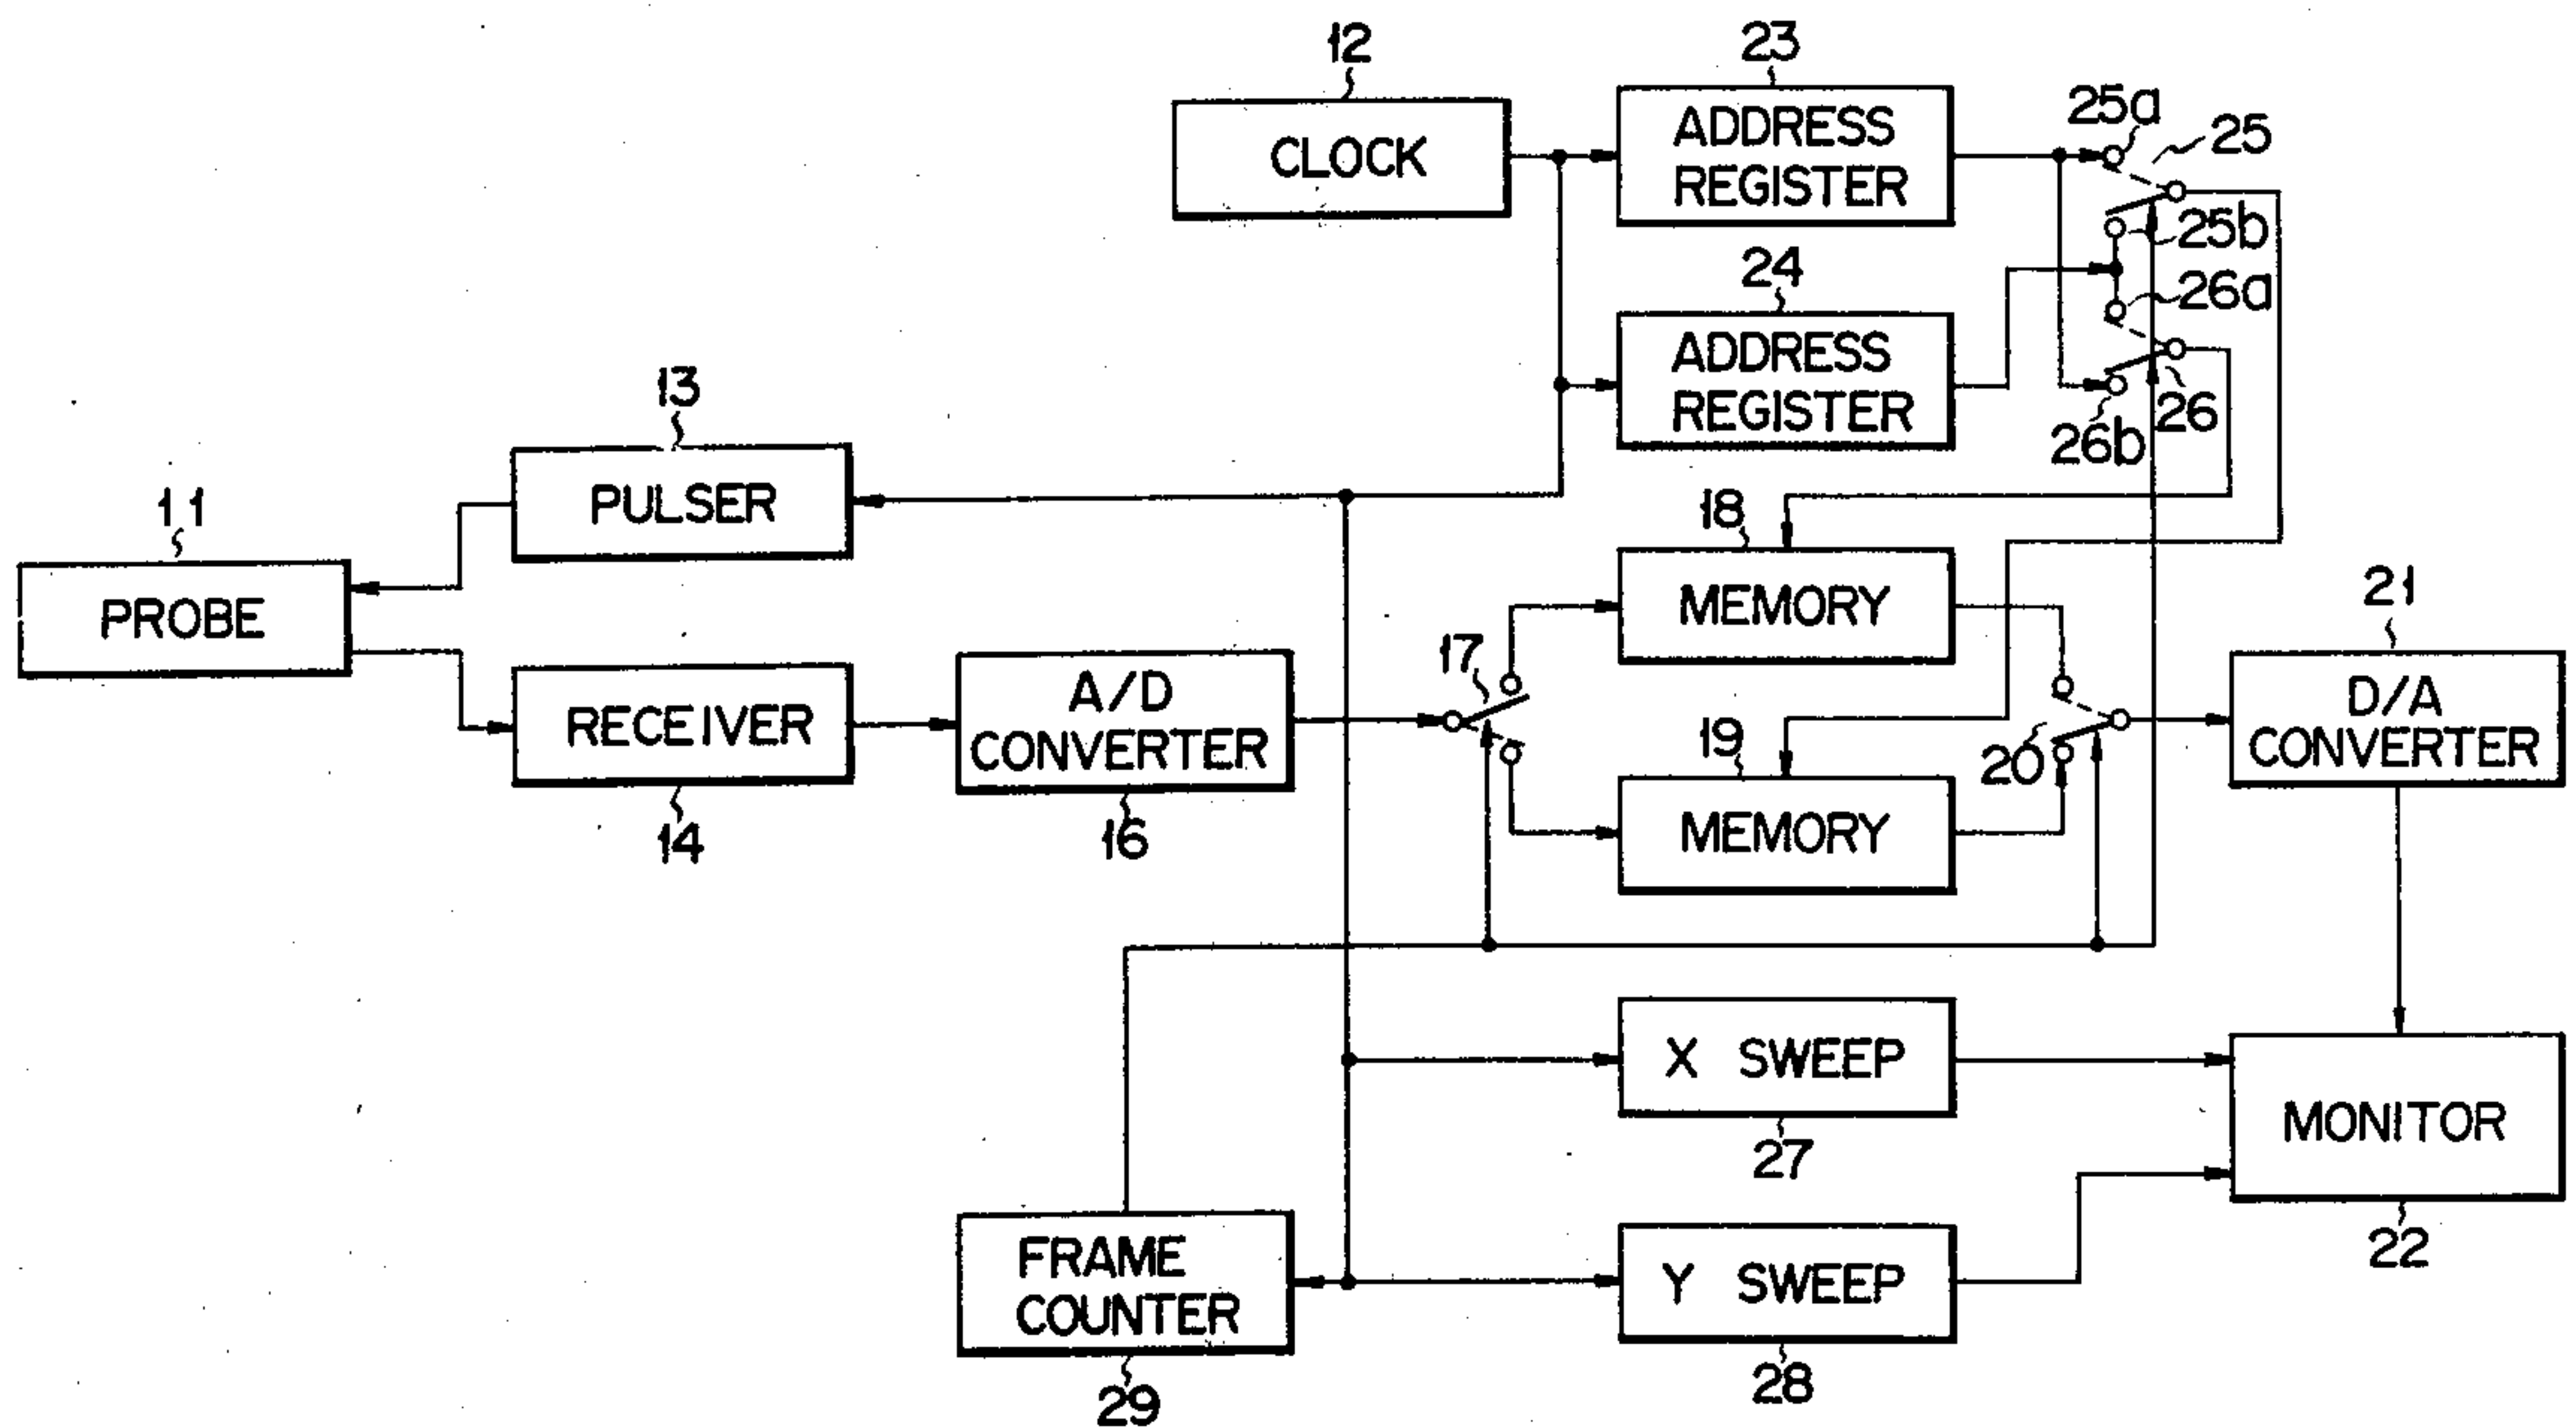 12
CLOCK
23
ADDRESS
REGISTER
25a
25
25b
24
ADDRESS
REGISTER
26a
26
26b
13
PULSER
11
PROBE
18
MEMORY
14
RECEIVER
16
A/D
CONVERTER
17
19
MEMORY
20
21
D/A
CONVERTER
X SWEEP
27
MONITOR
22
FRAME
COUNTER
29
Y SWEEP
28